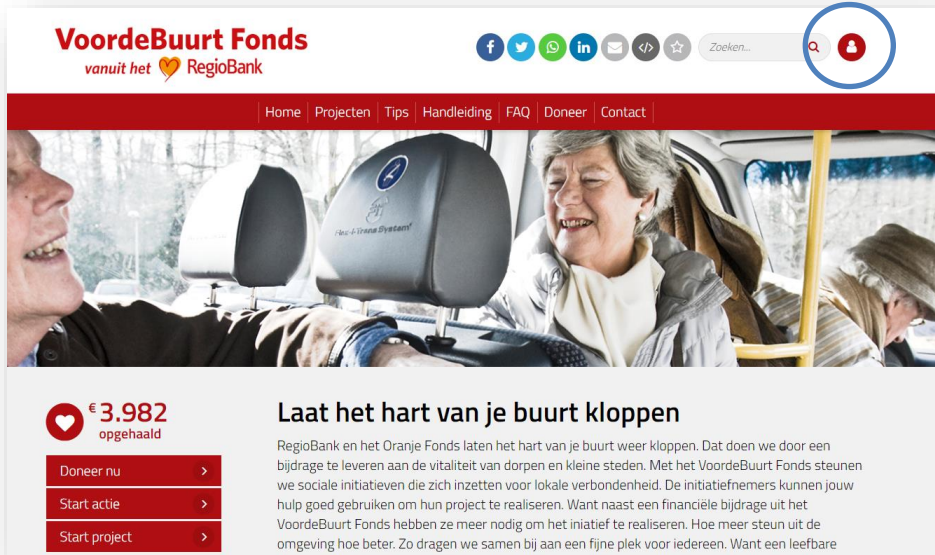 VoordeBuurt Fonds
vanuit het RegioBank
Zoeken...
Home Projecten Tips Handleiding FAQ Doneer Contact
Flex-i-Trans System
€ 3.982
opgehaald
Doneer nu
Start actie
Start project
Laat het hart van je buurt kloppen
RegioBank en het Oranje Fonds laten het hart van je buurt weer kloppen. Dat doen we door een
bijdrage te leveren aan de vitaliteit van dorpen en kleine steden. Met het VoordeBuurt Fonds steunen
we sociale initiatieven die zich inzetten voor lokale verbondenheid. De initiatiefnemers kunnen jouw
hulp goed gebruiken om hun project te realiseren. Want naast een financiële bijdrage uit het
VoordeBuurt Fonds hebben ze meer nodig om het iniatief te realiseren. Hoe meer steun uit de
omgeving hoe beter. Zo dragen we samen bij aan een fijne plek voor iedereen. Want een leefbare